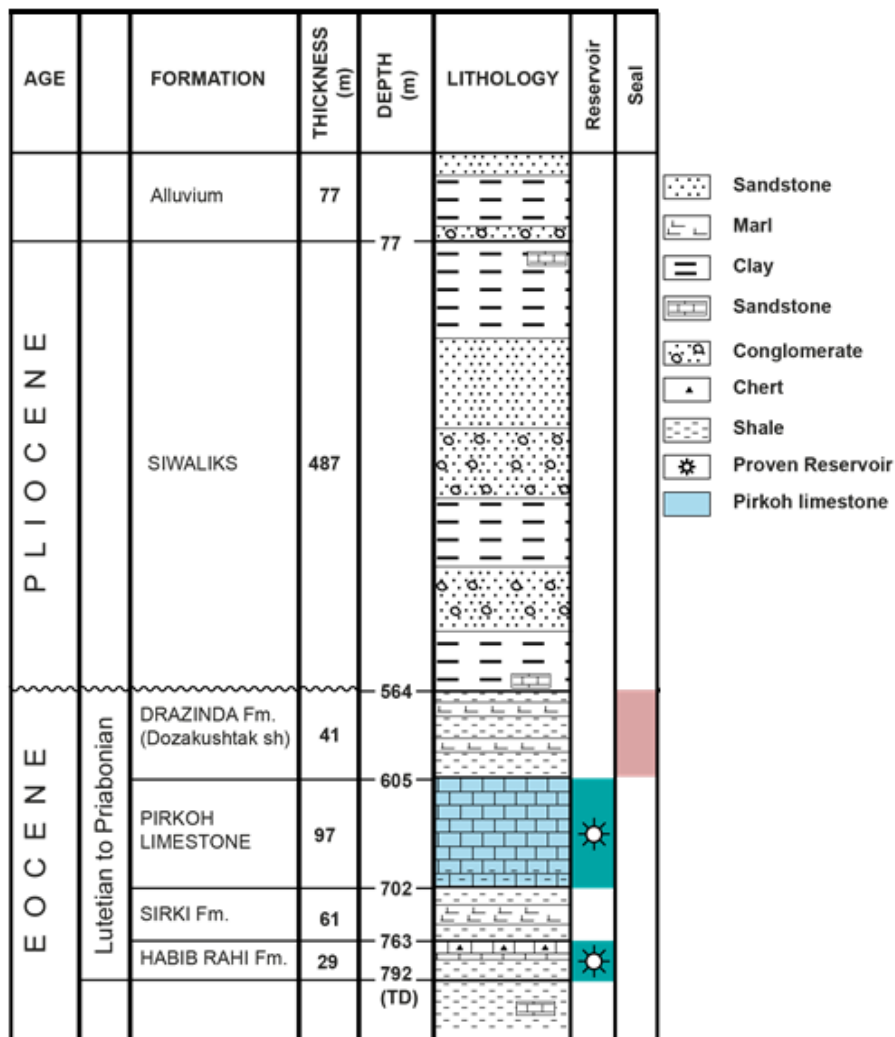 AGE
FORMATION
THICKNESS
(m)
DEPTH
(m)
LITHOLOGY
Reservoir
Seal
Alluvium
77
77
PLIOCENE
SIWALIKS
487
564
EOCENE
Lutetian to Priabonian
DRAZINDA Fm.
(Dozakushtak sh)
41
605
PIRKOH
LIMESTONE
97
702
SIRKI Fm.
61
763
HABIB RAHI Fm.
29
792
(TD)
Sandstone
Marl
Clay
Sandstone
Conglomerate
Chert
Shale
Proven Reservoir
Pirkoh limestone